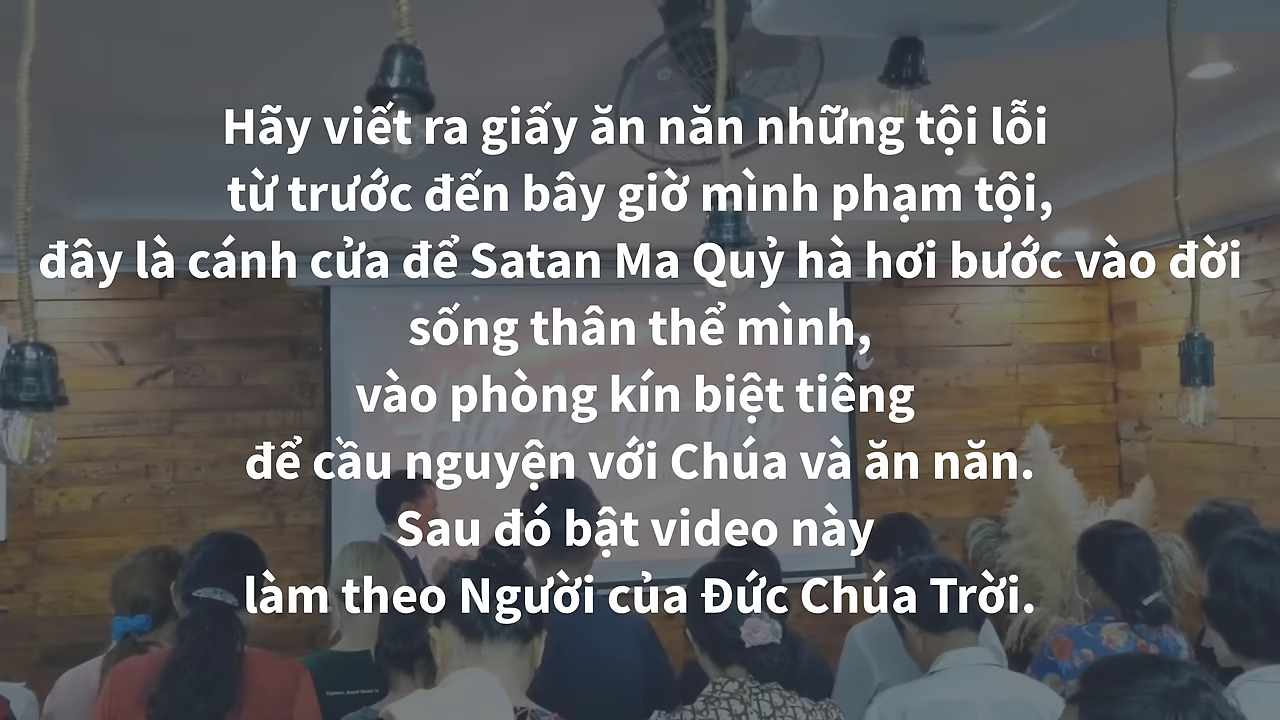 Hãy viết ra giấy ăn năn những tội lỗi
từ trước đến bây giờ mình phạm tội,
đây là cánh cửa để Satan Ma Quỷ hà hơi bước vào đời
sống thân thể mình,
vào phòng kín biệt tiêng
để cầu nguyện với Chúa và ăn năn.
Sau đó bật video này
làm theo Người của Đức Chúa Trời.